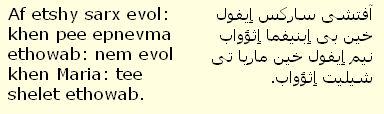 Af etshy sarx evol:
khen pee epnevma
ethowab: nem evol
khen Maria: tee
shelet ethowab.
آفتشى ساركس إيفول
خين بى إبنيفما إثؤواب
نيم إيفول خين ماريا تى
شيليت إثؤواب.